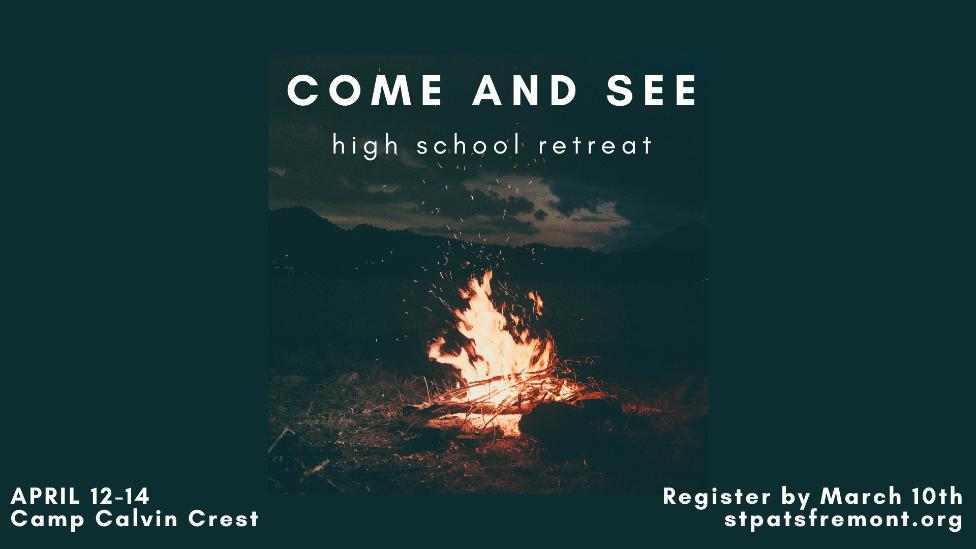 COME AND SEE
high school retreat
APRIL 12-14
Camp Calvin Crest
Register by March 10th
stpatsfremont.org